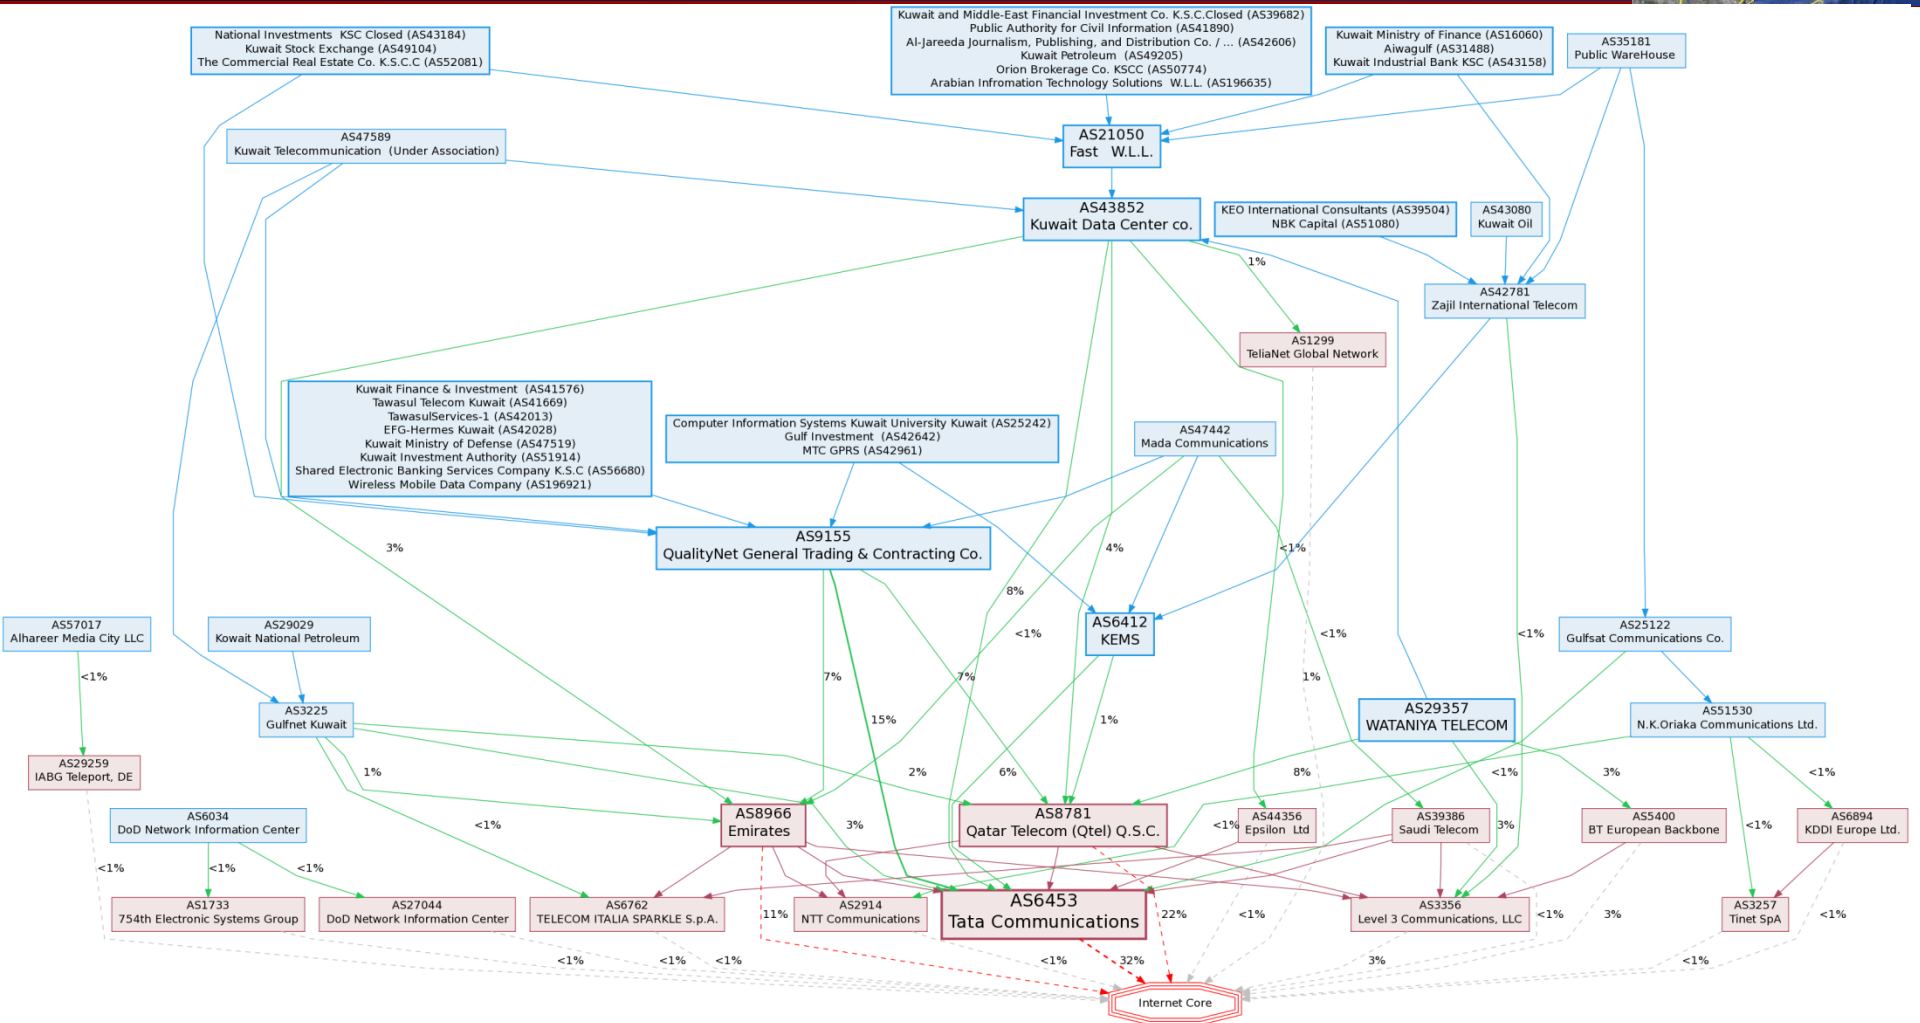 National Investments  KSC Closed (AS43184)
Kuwait Stock Exchange (AS49104)
The Commercial Real Estate Co. K.S.C.C (AS52081)
Kuwait and Middle-East Financial Investment Co. K.S.C.Closed (AS39682)
Public Authority for Civil Information (AS41890)
Al-Jareeda Journalism, Publishing, and Distribution Co. / ... (AS42606)
Kuwait Petroleum  (AS49205)
Orion Brokerage Co. KSCC (AS50774)
Arabian Infromation Technology Solutions  W.L.L. (AS196635)
Kuwait Ministry of Finance (AS16060)
Aiwagulf (AS31488)
Kuwait Industrial Bank KSC (AS43158)
AS35181
Public WareHouse
AS47589
Kuwait Telecommunication  (Under Association)
AS21050
Fast   W.L.L.
AS43852
Kuwait Data Center co.
KEO International Consultants (AS39504)
NBK Capital (AS51080)
AS43080
Kuwait Oil
1%
AS42781
Zajil International Telecom
AS1299
TeliaNet Global Network
Kuwait Finance & Investment  (AS41576)
Tawasul Telecom Kuwait (AS41669)
TawasulServices-1 (AS42013)
EFG-Hermes Kuwait (AS42028)
Kuwait Ministry of Defense (AS47519)
Kuwait Investment Authority (AS51914)
Shared Electronic Banking Services Company K.S.C (AS56680)
Wireless Mobile Data Company (AS196921)
Computer Information Systems Kuwait University Kuwait (AS25242)
Gulf Investment  (AS42642)
MTC GPRS (AS42961)
AS47442
Mada Communications
AS9155
QualityNet General Trading & Contracting Co.
3%
4%
<1%
8%
AS57017
Alhareer Media City LLC
AS29029
Kowait National Petroleum
<1%
AS6412
KEMS
<1%
<1%
AS25122
Gulfsat Communications Co.
<1%
7%
7%
1%
AS3225
Gulfnet Kuwait
15%
1%
AS29357
WATANIYA TELECOM
AS51530
N.K.Oriaka Communications Ltd.
AS29259
IABG Teleport, DE
1%
2%
6%
8%
<1%
3%
<1%
AS6034
DoD Network Information Center
<1%
AS8966
Emirates
3%
AS8781
Qatar Telecom (Qtel) Q.S.C.
<1%
AS44356
Epsilon  Ltd
AS39386
Saudi Telecom
3%
AS5400
BT European Backbone
<1%
AS6894
KDDI Europe Ltd.
<1%
<1%
<1%
AS1733
754th Electronic Systems Group
AS27044
DoD Network Information Center
AS6762
TELECOM ITALIA SPARKLE S.p.A.
11%
AS2914
NTT Communications
AS6453
Tata Communications
22%
<1%
AS3356
Level 3 Communications, LLC
<1%
3%
AS3257
Tinet SpA
<1%
<1%
<1%
<1%
<1%
32%
3%
<1%
Internet Core